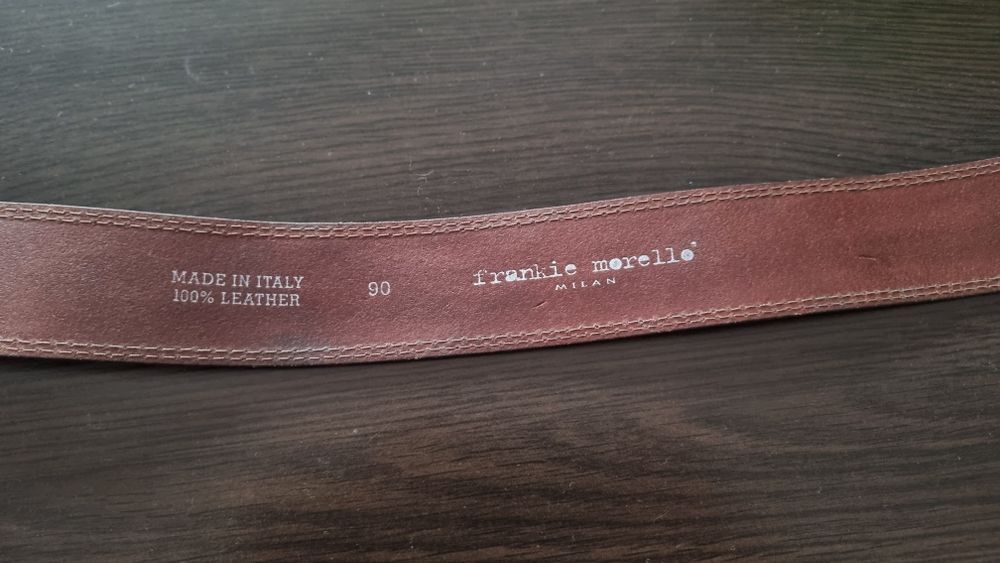 MADE IN ITALY
100% LEATHER
90
frankie morello
MILAN